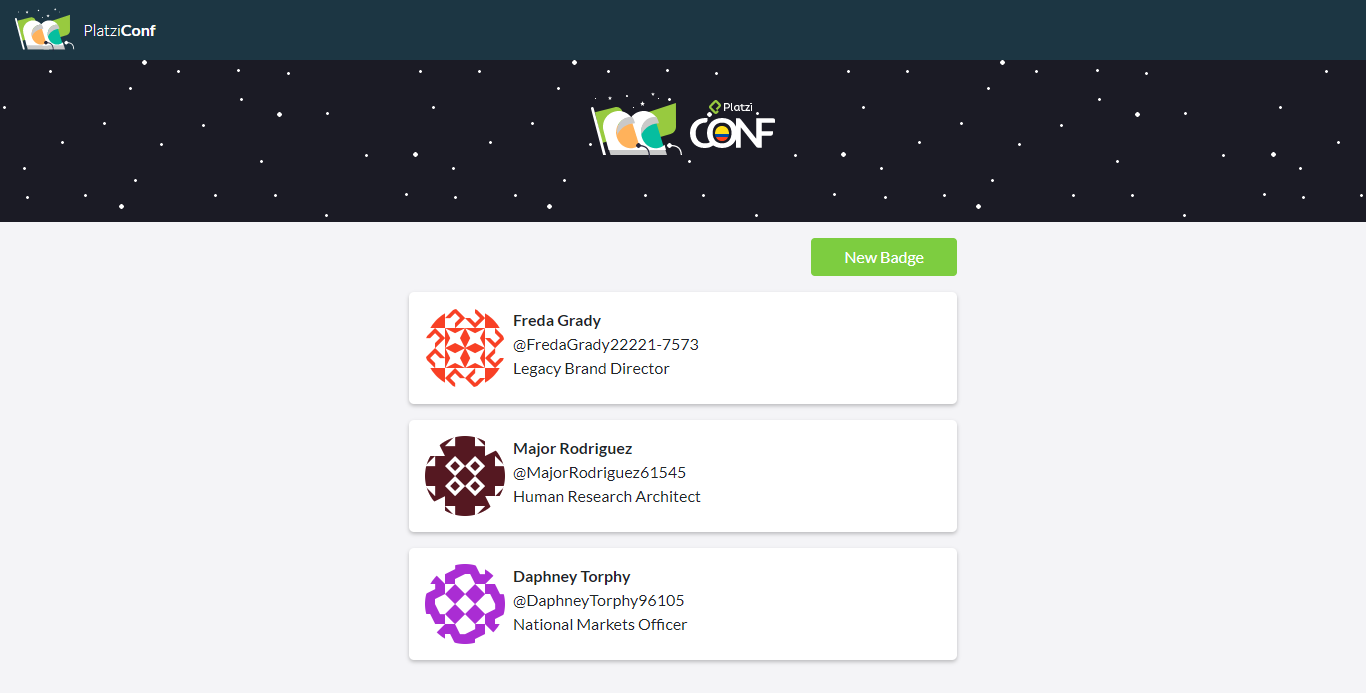 PlatziConf
Platzi
CONF
New Badge
Freda Grady
@FredaGrady22221-7573
Legacy Brand Director
Major Rodriguez
@MajorRodriguez61545
Human Research Architect
Daphney Torphy
@DaphneyTorphy96105
National Markets Officer